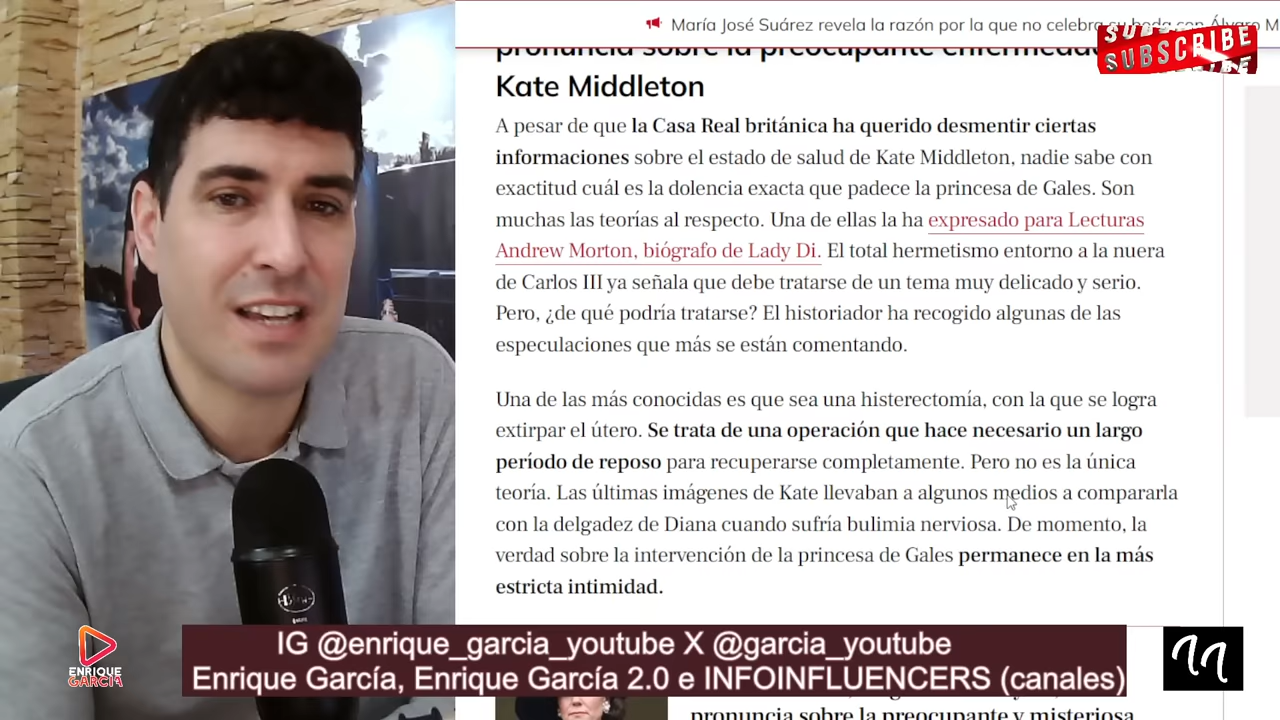 María José Suárez revela la razón por la que no celebra su boda con Álvaro M
SUBSCRIBE
pronuncia sobre la preocupante enfermedad
Kate Middleton
A pesar de que la Casa Real británica ha querido desmentir ciertas
informaciones sobre el estado de salud de Kate Middleton, nadie sabe con
exactitud cuál es la dolencia exacta que padece la princesa de Gales. Son
muchas las teorías al respecto. Una de ellas la ha expresado para Lecturas
Andrew Morton, biógrafo de Lady Di. El total hermetismo entorno a la nuera
de Carlos III ya señala que debe tratarse de un tema muy delicado y serio.
Pero, ¿de qué podría tratarse? El historiador ha recogido algunas de las
especulaciones que más se están comentando.
Una de las más conocidas es que sea una histerectomía, con la que se logra
extirpar el útero. Se trata de una operación que hace necesario un largo
período de reposo para recuperarse completamente. Pero no es la única
teoría. Las últimas imágenes de Kate llevaban a algunos medios a compararla
con la delgadez de Diana cuando sufría bulimia nerviosa. De momento, la
verdad sobre la intervención de la princesa de Gales permanece en la más
estricta intimidad.
IG @enrique_garcia_youtube X @garcia_youtube
Enrique García, Enrique García 2.0 e INFOINFLUENCERS (canales)
ENRIQUE
GARCÍA
pronuncia sobre la preocupante y misteriosa